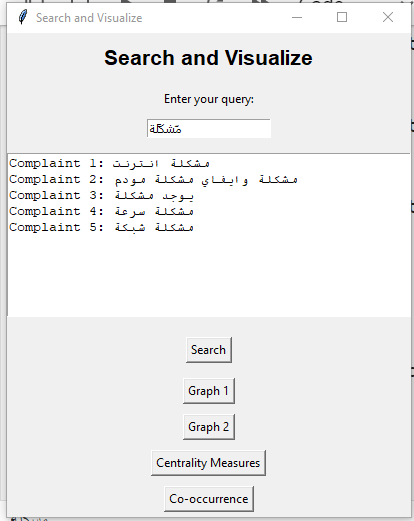 Search and Visualize
Search and Visualize
Enter your query:
مّشكلّة
Complaint 1: مشكلة انترنت
Complaint 2: مشكلة وايفاي مشكلة مودم
Complaint 3: يوجد مشكلة
Complaint 4: مشكلة سرعة
Complaint 5: مشكلة شبكة
Search
Graph 1
Graph 2
Centrality Measures
Co-occurrence